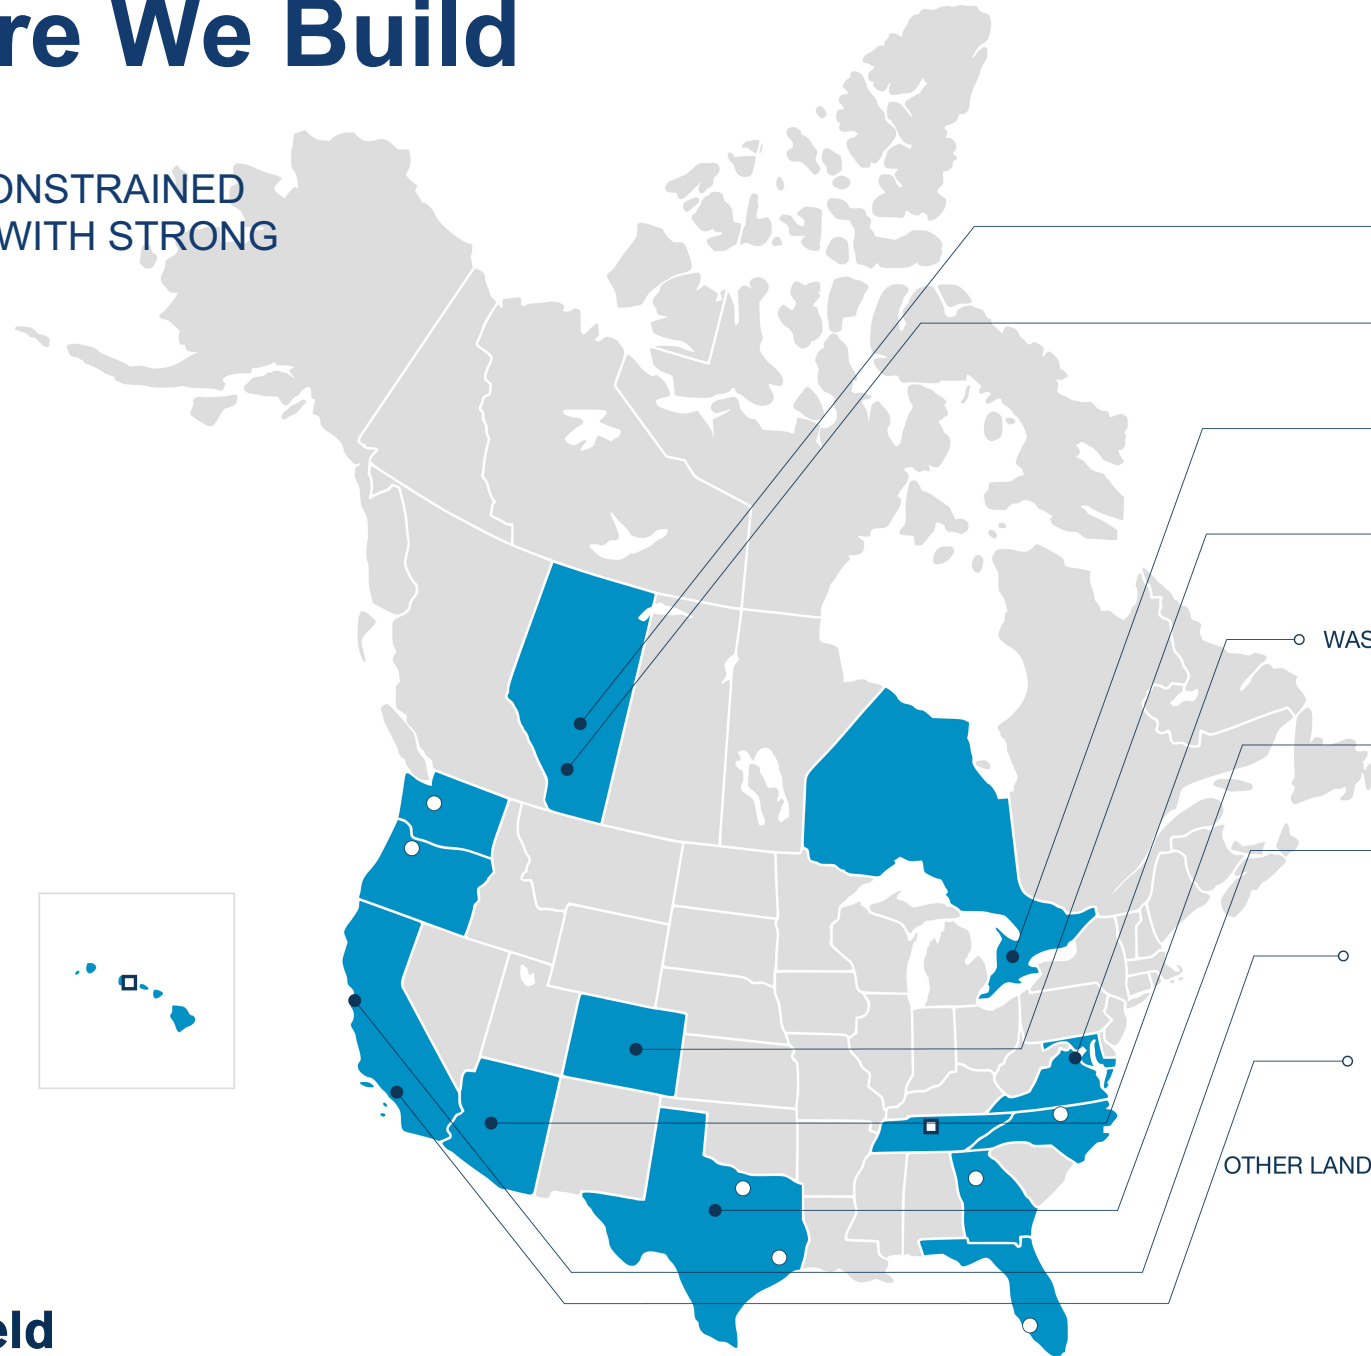 re We Build
ONSTRAINED
WITH STRONG
WAS
OTHER LAND
eld